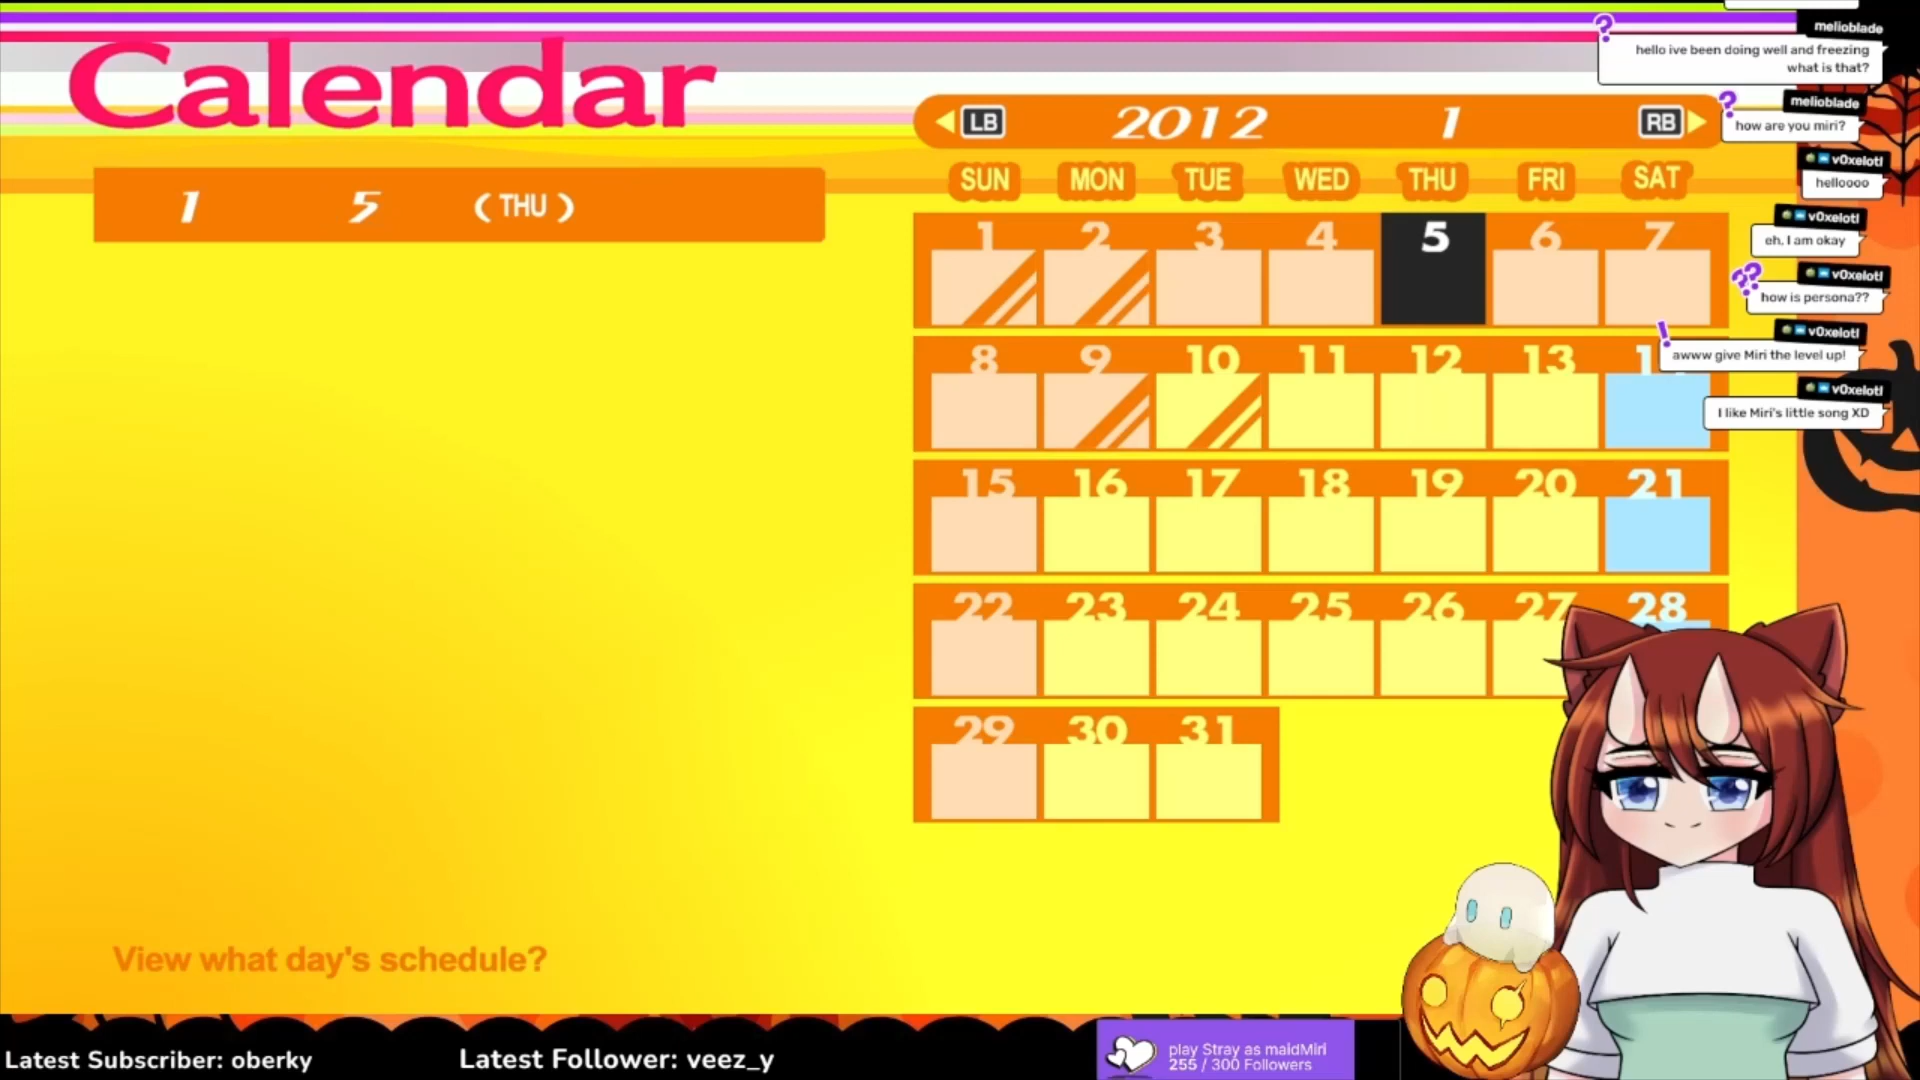 Calendar
1 5 ( THU )
LB 2012 1 RB
SUN MON TUE WED THU FRI SAT
1 2 3 4 5 6 7
8 9 10 11 12 13
15 16 17 18 19 20 21
22 23 24 25 26 27 28
29 30 31
View what day's schedule?
melioblade
hello ive been doing well and freezing
what is that?
melioblade
how are you miri?
v0xelotl
helloooo
v0xelotl
eh, I am okay
v0xelotl
how is persona??
v0xelotl
awww give Miri the level up!
v0xelotl
I like Miri's little song XD
Latest Subscriber: oberky
Latest Follower: veez_y
play Stray as maidMiri
255 / 300 Followers